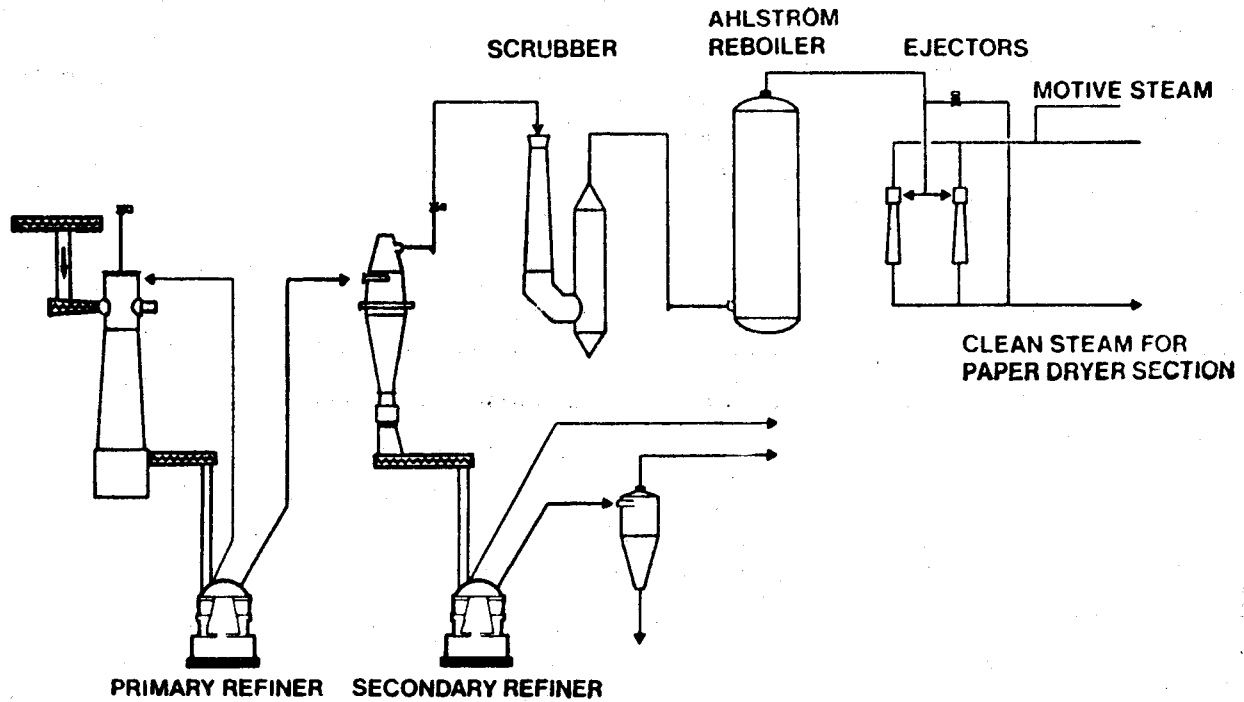 SCRUBBER
AHLSTRÖM
REBOILER
EJECTORS
MOTIVE STEAM
CLEAN STEAM FOR
PAPER DRYER SECTION
PRIMARY REFINER
SECONDARY REFINER